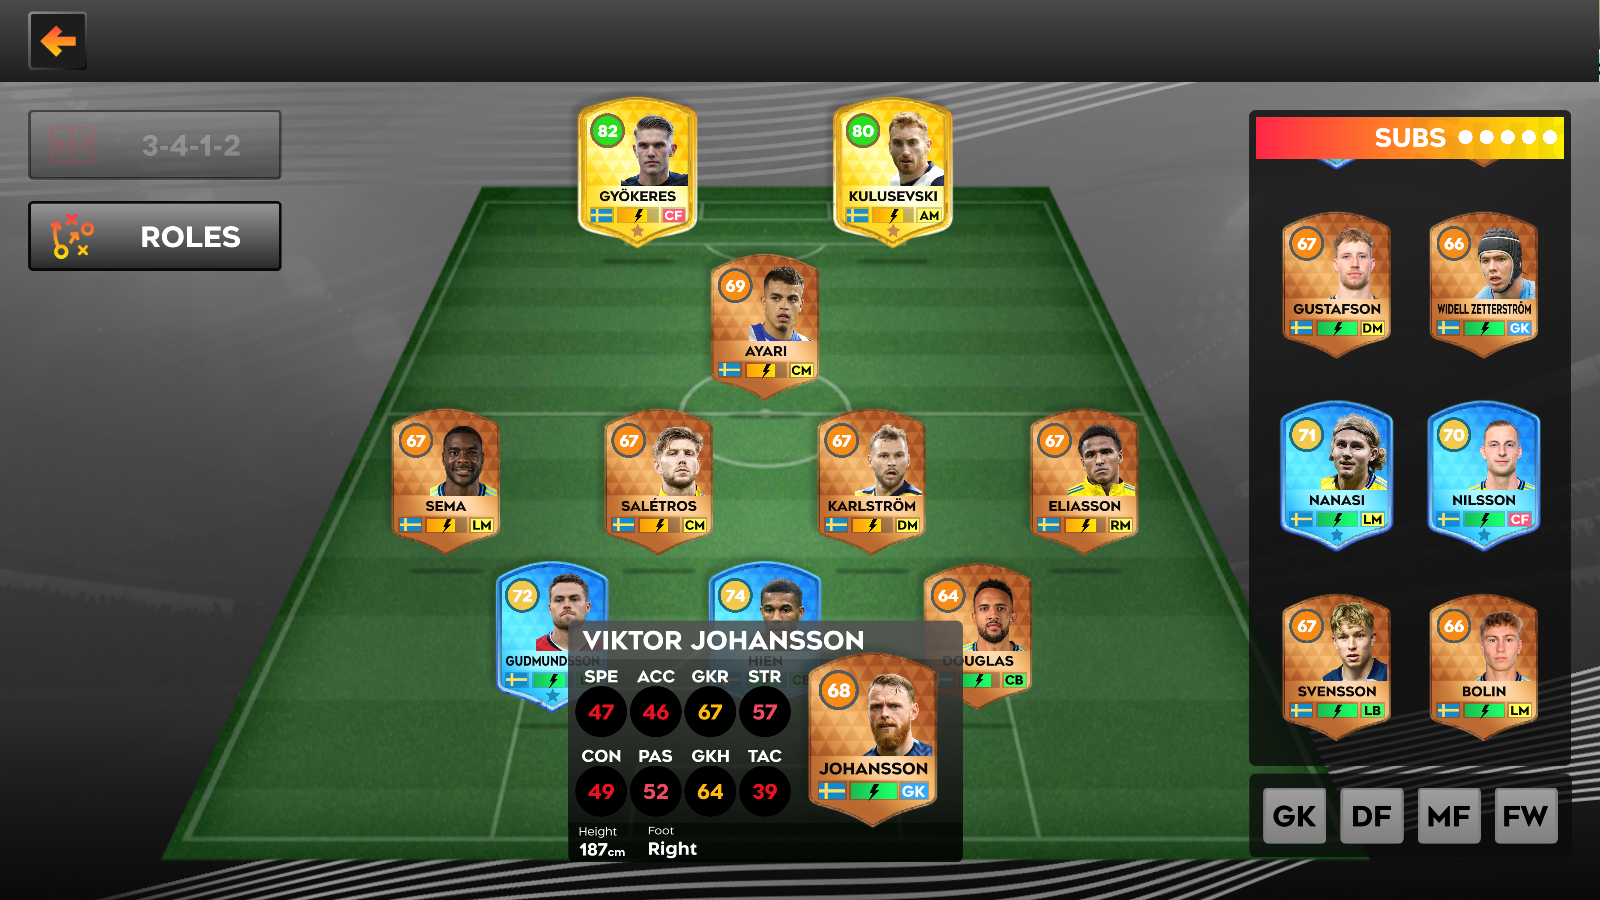 3-4-1-2
ROLES
82
GYÖKERES
CF
80
KULUSEVSKI
AM
69
AYARI
CM
67
SEMA
LM
67
SALÉTROS
CM
67
KARLSTRÖM
DM
67
ELIASSON
RM
72
GUDMUNDSSON
74
HIEN
CB
64
DOUGLAS
CB
VIKTOR JOHANSSON
SPE ACC GKR STR
47 46 67 57
CON PAS GKH TAC
49 52 64 39
Height Foot
187cm Right
68
JOHANSSON
GK
SUBS
67
GUSTAFSON
DM
66
WIDELL ZETTERSTRÖM
GK
71
NANASI
LM
70
NILSSON
CF
67
SVENSSON
LB
66
BOLIN
LM
GK DF MF FW